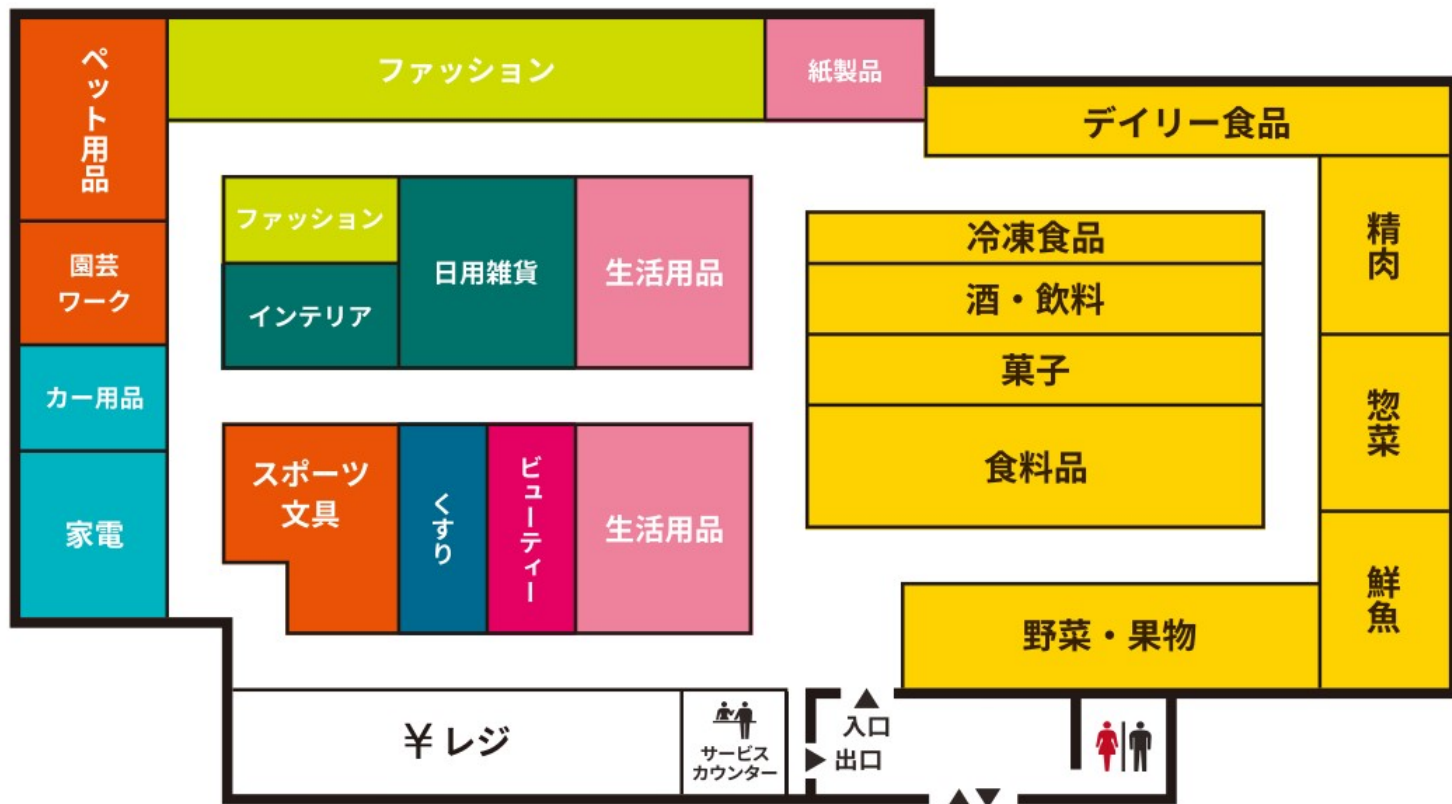 ペット用品
ファッション
紙製品
デイリー食品
ファッション
日用雑貨
生活用品
インテリア
園芸
ワーク
カー用品
家電
冷凍食品
酒・飲料
菓子
食料品
精肉
惣菜
鮮魚
スポーツ
文具
くすり
ビューティー
生活用品
野菜・果物
￥レジ
サービス
カウンター
▲
入口
▶出口
▲▼